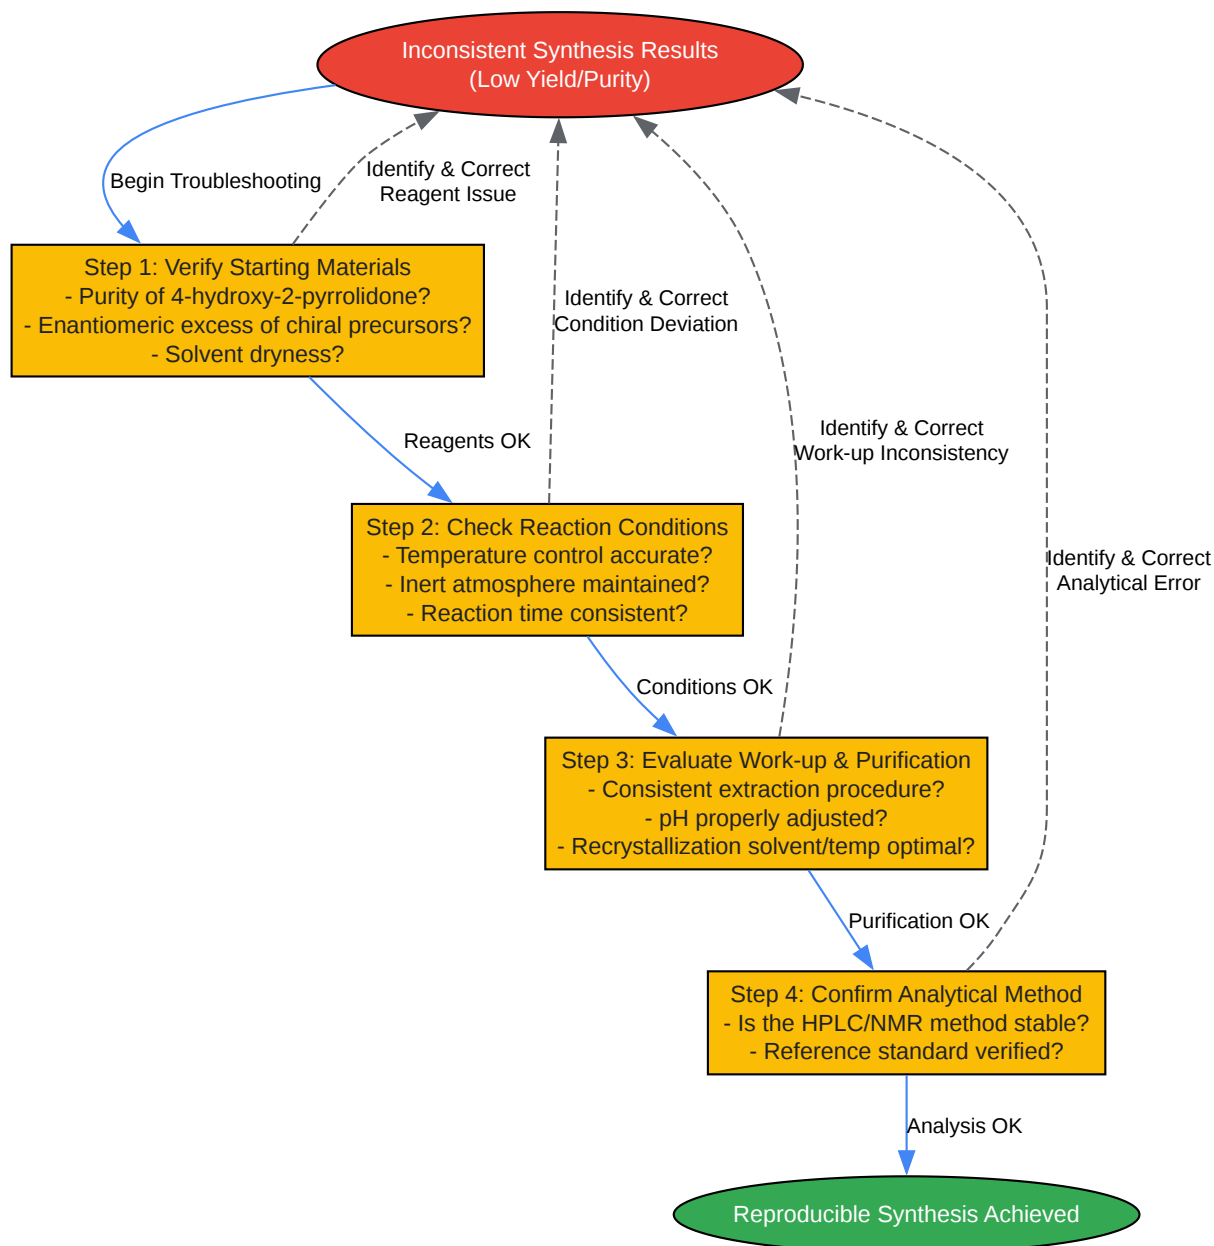 Inconsistent Synthesis Results
(Low Yield/Purity)
Begin Troubleshooting
Identify & Correct
Reagent Issue
Step 1: Verify Starting Materials
- Purity of 4-hydroxy-2-pyrrolidone?
- Enantiomeric excess of chiral precursors?
- Solvent dryness?
Identify & Correct
Condition Deviation
Reagents OK
Identify & Correct
Work-up Inconsistency
Step 2: Check Reaction Conditions
- Temperature control accurate?
- Inert atmosphere maintained?
- Reaction time consistent?
Identify & Correct
Analytical Error
Conditions OK
Step 3: Evaluate Work-up & Purification
- Consistent extraction procedure?
- pH properly adjusted?
- Recrystallization solvent/temp optimal?
Purification OK
Step 4: Confirm Analytical Method
- Is the HPLC/NMR method stable?
- Reference standard verified?
Analysis OK
Reproducible Synthesis Achieved